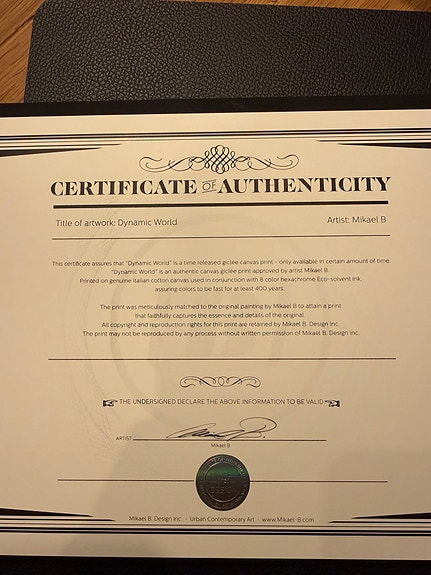 CERTIFICATE OF AUTHENTICITY
Title of artwork: Dynamic World
Artist: Mikael B
This certificate assures that "Dynamic World" is a time released giclée canvas print - only available in certain amount of time.
"Dynamic World" is an authentic canvas giclée print approved by artist Mikael B.
Printed on genuine Italian cotton canvas used in conjunction with 8 color hexachrome Eco-solvent ink,
assuring colors to be fast for at least 400 years.
The print was meticulously matched to the original painting by Mikael B to attain a print
that faithfully captures the essence and details of the original.
All copyright and reproduction rights for this print are retained by Mikael B. Design Inc.
The print may not be reproduced by any process without written permission of Mikael B. Design Inc.
THE UNDERSIGNED DECLARE THE ABOVE INFORMATION TO BE VALID
ARTIST
Mikael B
Mikael B. Design Inc. - Urban Contemporary Art - www.Mikael-B.com